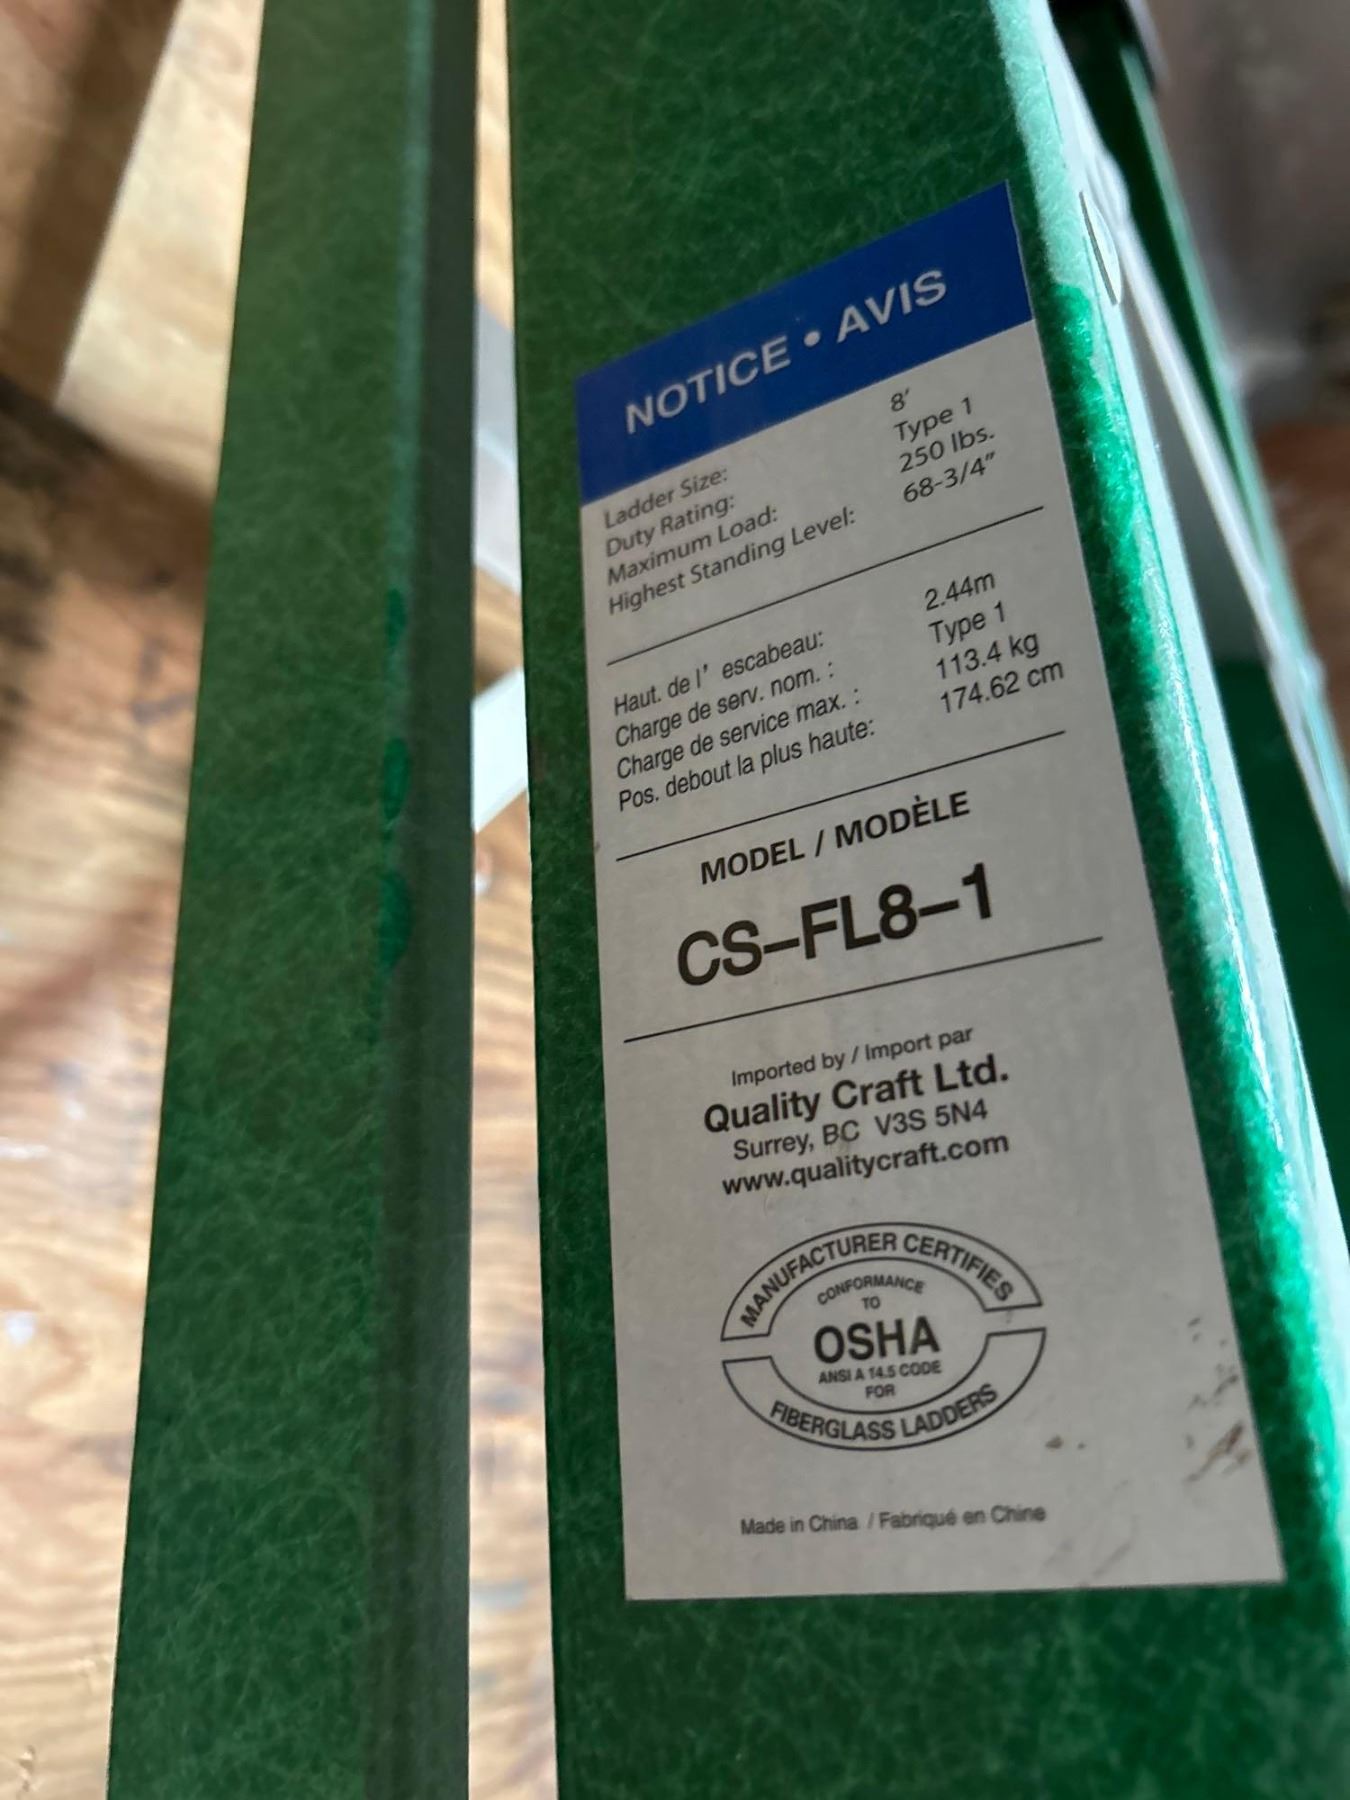 NOTICE • AVIS
Ladder Size: 8'
Duty Rating: Type 1
Maximum Load: 250 lbs.
Highest Standing Level: 68-3/4"
Haut. de l' escabeau: 2.44m
Charge de serv. nom. : Type 1
Charge de service max. : 113.4 kg
Pos. debout la plus haute: 174.62 cm
MODEL / MODÈLE
CS-FL8-1
Imported by / Import par
Quality Craft Ltd.
Surrey, BC V3S 5N4
www.qualitycraft.com
MANUFACTURER CERTIFIES
CONFORMANCE
TO
OSHA
ANSI A 14.5 CODE
FOR
FIBERGLASS LADDERS
Made in China / Fabriqué en Chine